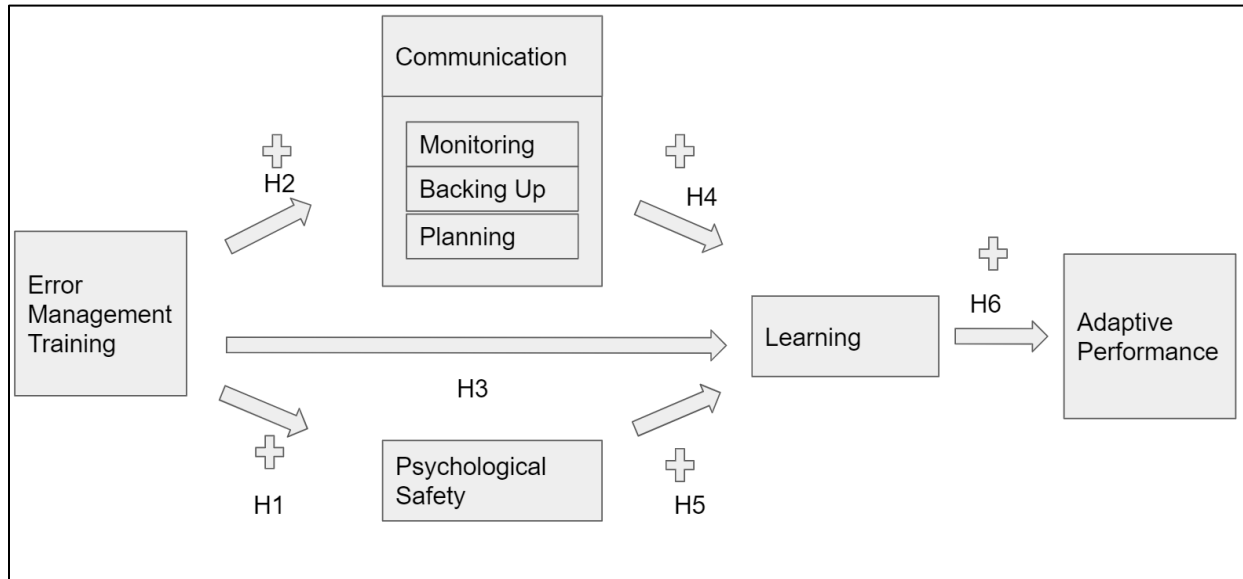 Communication
Monitoring
Backing Up
Planning
H2
H4
Error
Management
Training
H3
Learning
H6
Adaptive
Performance
H1
Psychological
Safety
H5